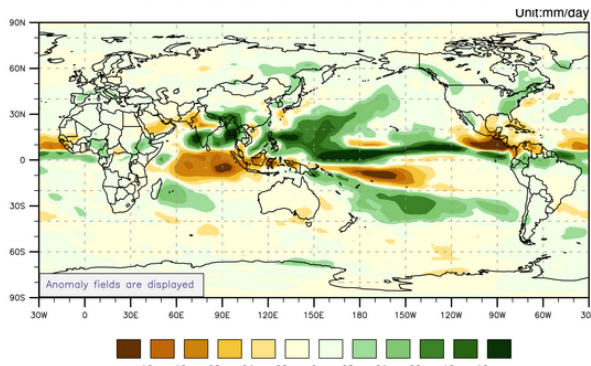 Unit:mm/day
90N
60N
30N
0
30S
60S
90S
Anomaly fields are displayed
30W 0 30E 60E 90E 120E 150E 180 150W 120W 90W 60W 30W